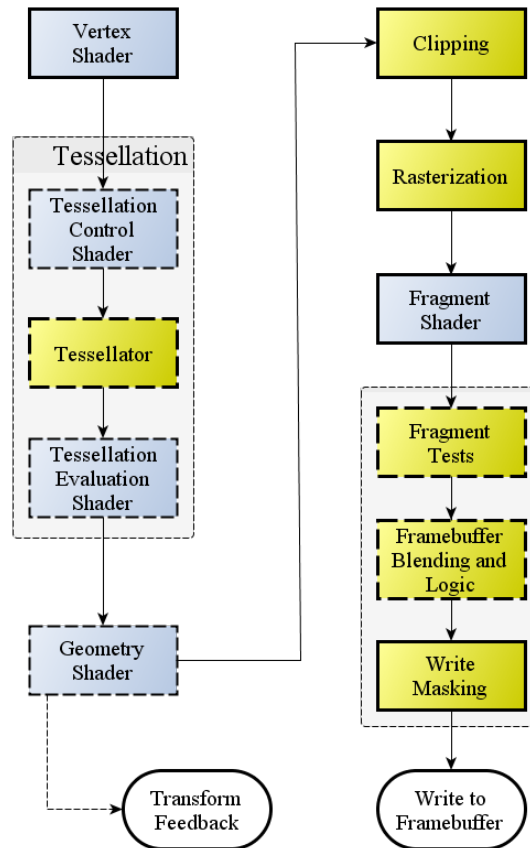 Vertex
Shader
Tessellation
Tessellation
Control
Shader
Tessellator
Tessellation
Evaluation
Shader
Geometry
Shader
Transform
Feedback
Clipping
Rasterization
Fragment
Shader
Fragment
Tests
Framebuffer
Blending and
Logic
Write
Masking
Write to
Framebuffer